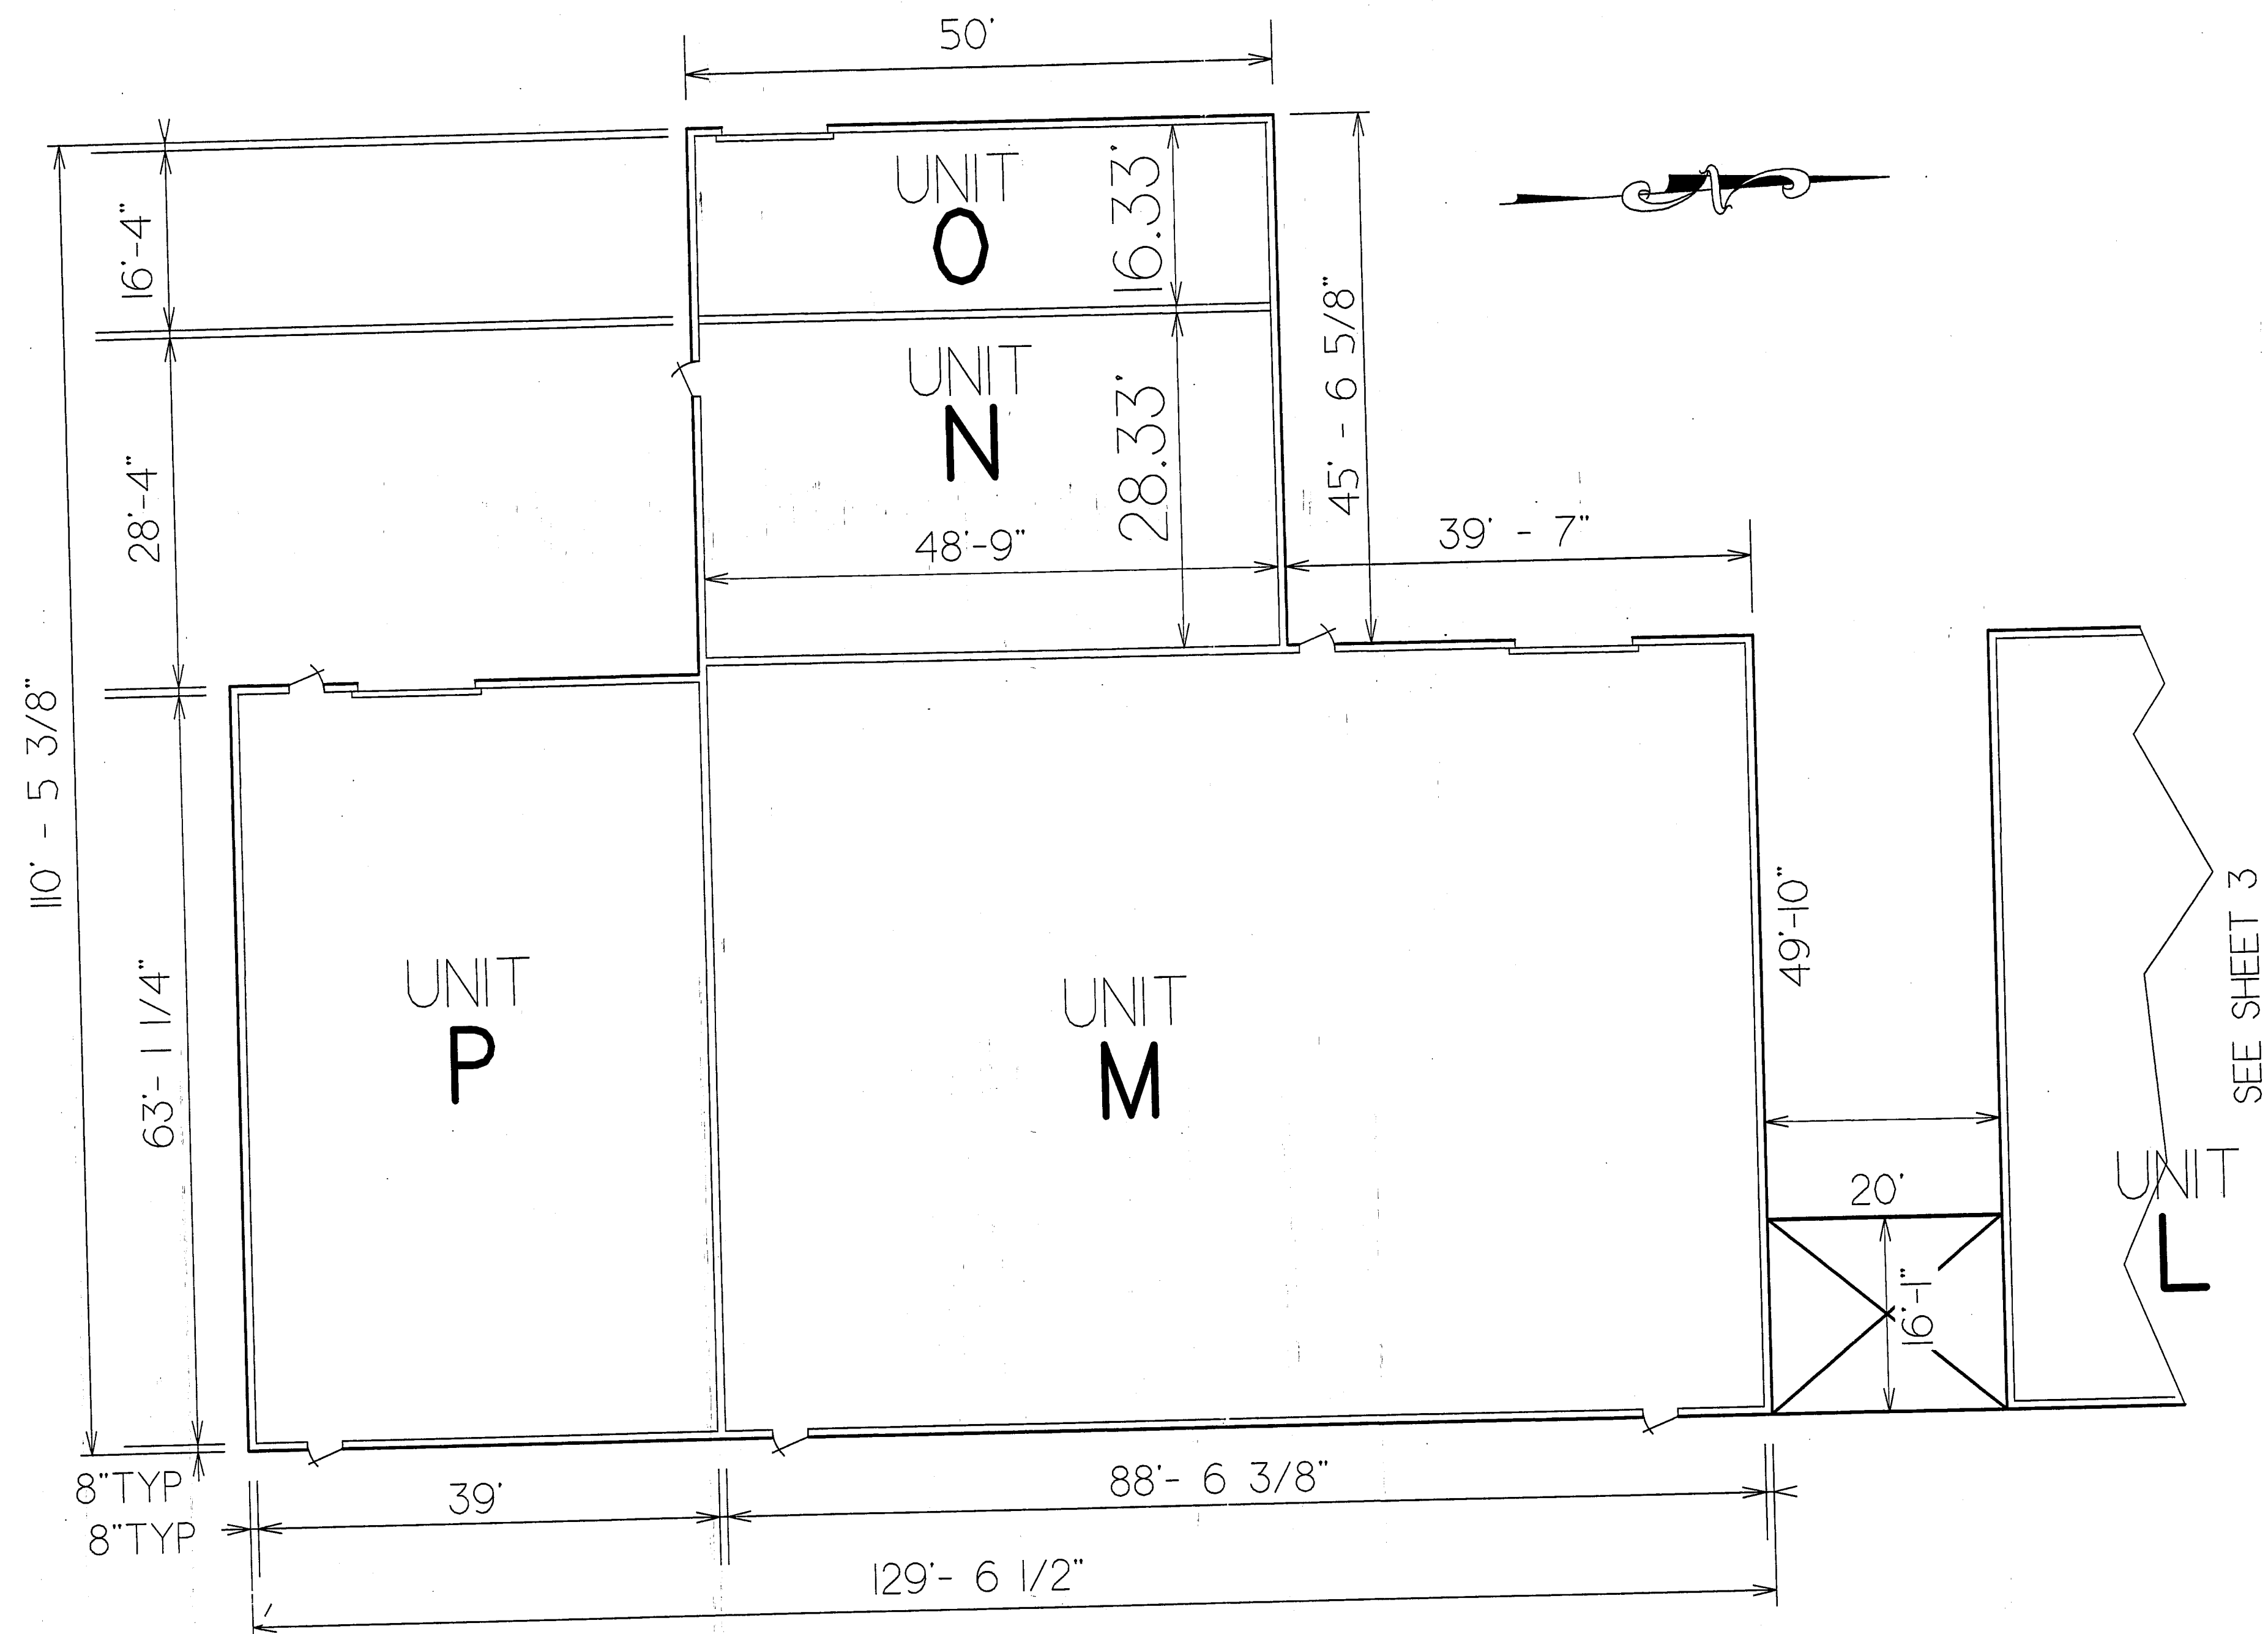 50'
UNIT
O
16.33'
16'-4"
UNIT
N
28.33'
45' - 6 5/8"
28'-4"
48'-9"
39' - 7"
110' - 5 3/8"
63'- 1 1/4"
UNIT
P
UNIT
M
49'-10"
SEE SHEET 3
UNIT
L
20'
16'-1"
8"TYP
8"TYP
39'
88'- 6 3/8"
129'- 6 1/2"